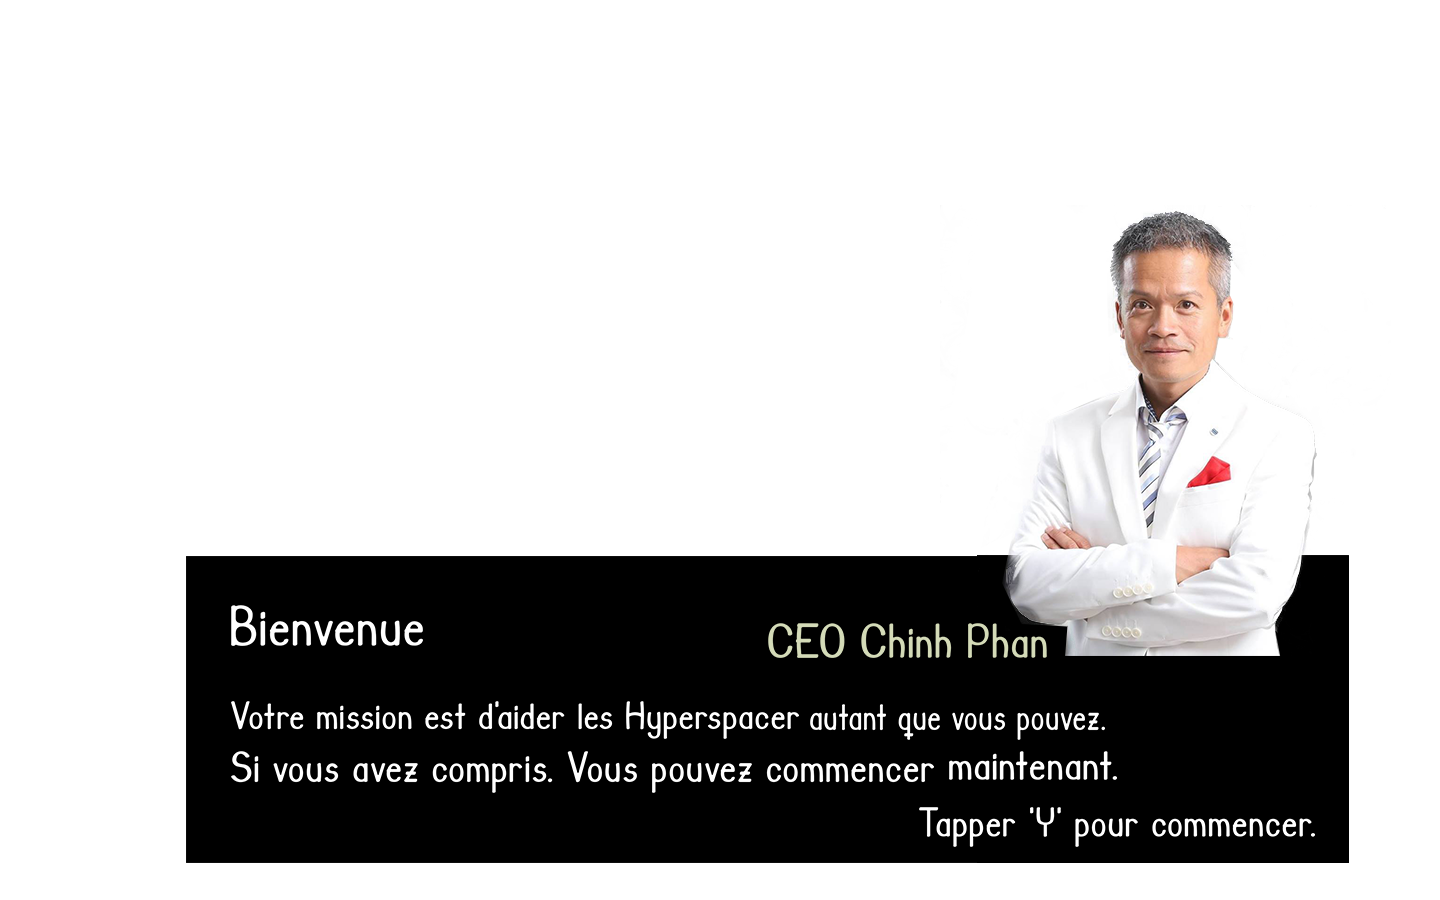 Bienvenue
CEO Chinh Phan
Votre mission est d'aider les Hyperspacer autant que vous pouvez.
Si vous avez compris. Vous pouvez commencer maintenant.
Tapper 'Y' pour commencer.